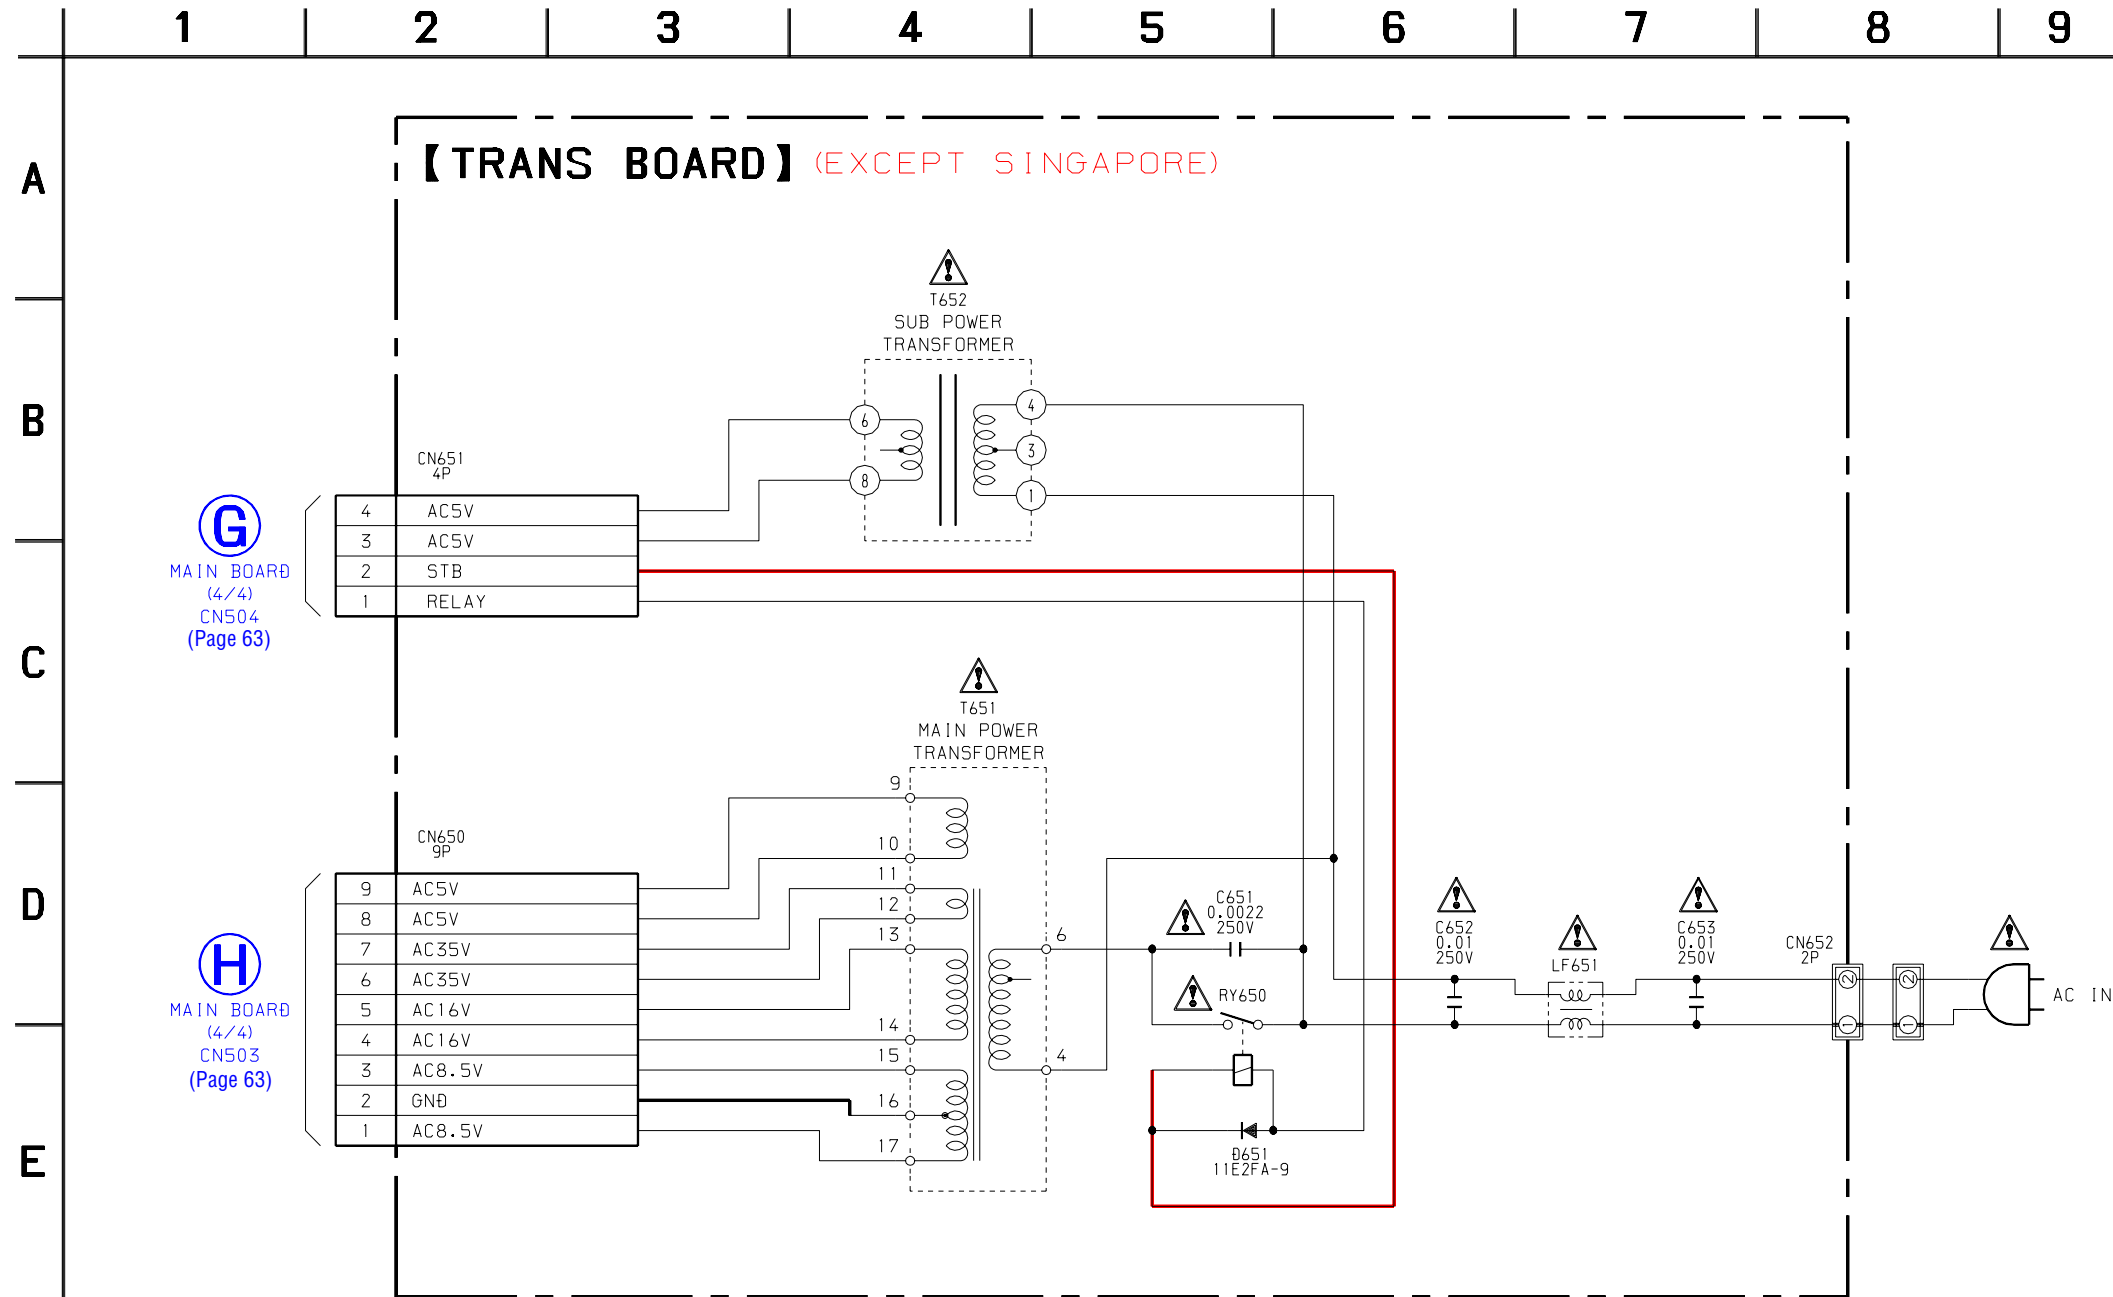 1 2 3 4 5 6 7 8 9
A
B
C
D
E
【TRANS BOARD】 (EXCEPT SINGAPORE)
T652
SUB POWER
TRANSFORMER
6
8
4
3
1
CN651
4P
4 AC5V
3 AC5V
2 STB
1 RELAY
G
MAIN BOARD
(4/4)
CN504
(Page 63)
T651
MAIN POWER
TRANSFORMER
9
10
11
12
13
14
15
16
17
6
4
CN650
9P
9 AC5V
8 AC5V
7 AC35V
6 AC35V
5 AC16V
4 AC16V
3 AC8.5V
2 GND
1 AC8.5V
H
MAIN BOARD
(4/4)
CN503
(Page 63)
C651
0.0022
250V
RY650
D651
11E2FA-9
C652
0.01
250V
LF651
C653
0.01
250V
CN652
2P
2 2
1 1
AC IN